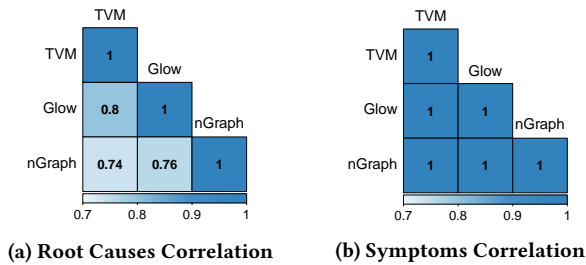 TVM
TVM 1
Glow
Glow 0.8 1
nGraph
nGraph 0.74 0.76 1
0.7 0.8 0.9 1
(a) Root Causes Correlation
TVM
TVM 1
Glow
Glow 1 1
nGraph
nGraph 1 1 1
0.7 0.8 0.9 1
(b) Symptoms Correlation